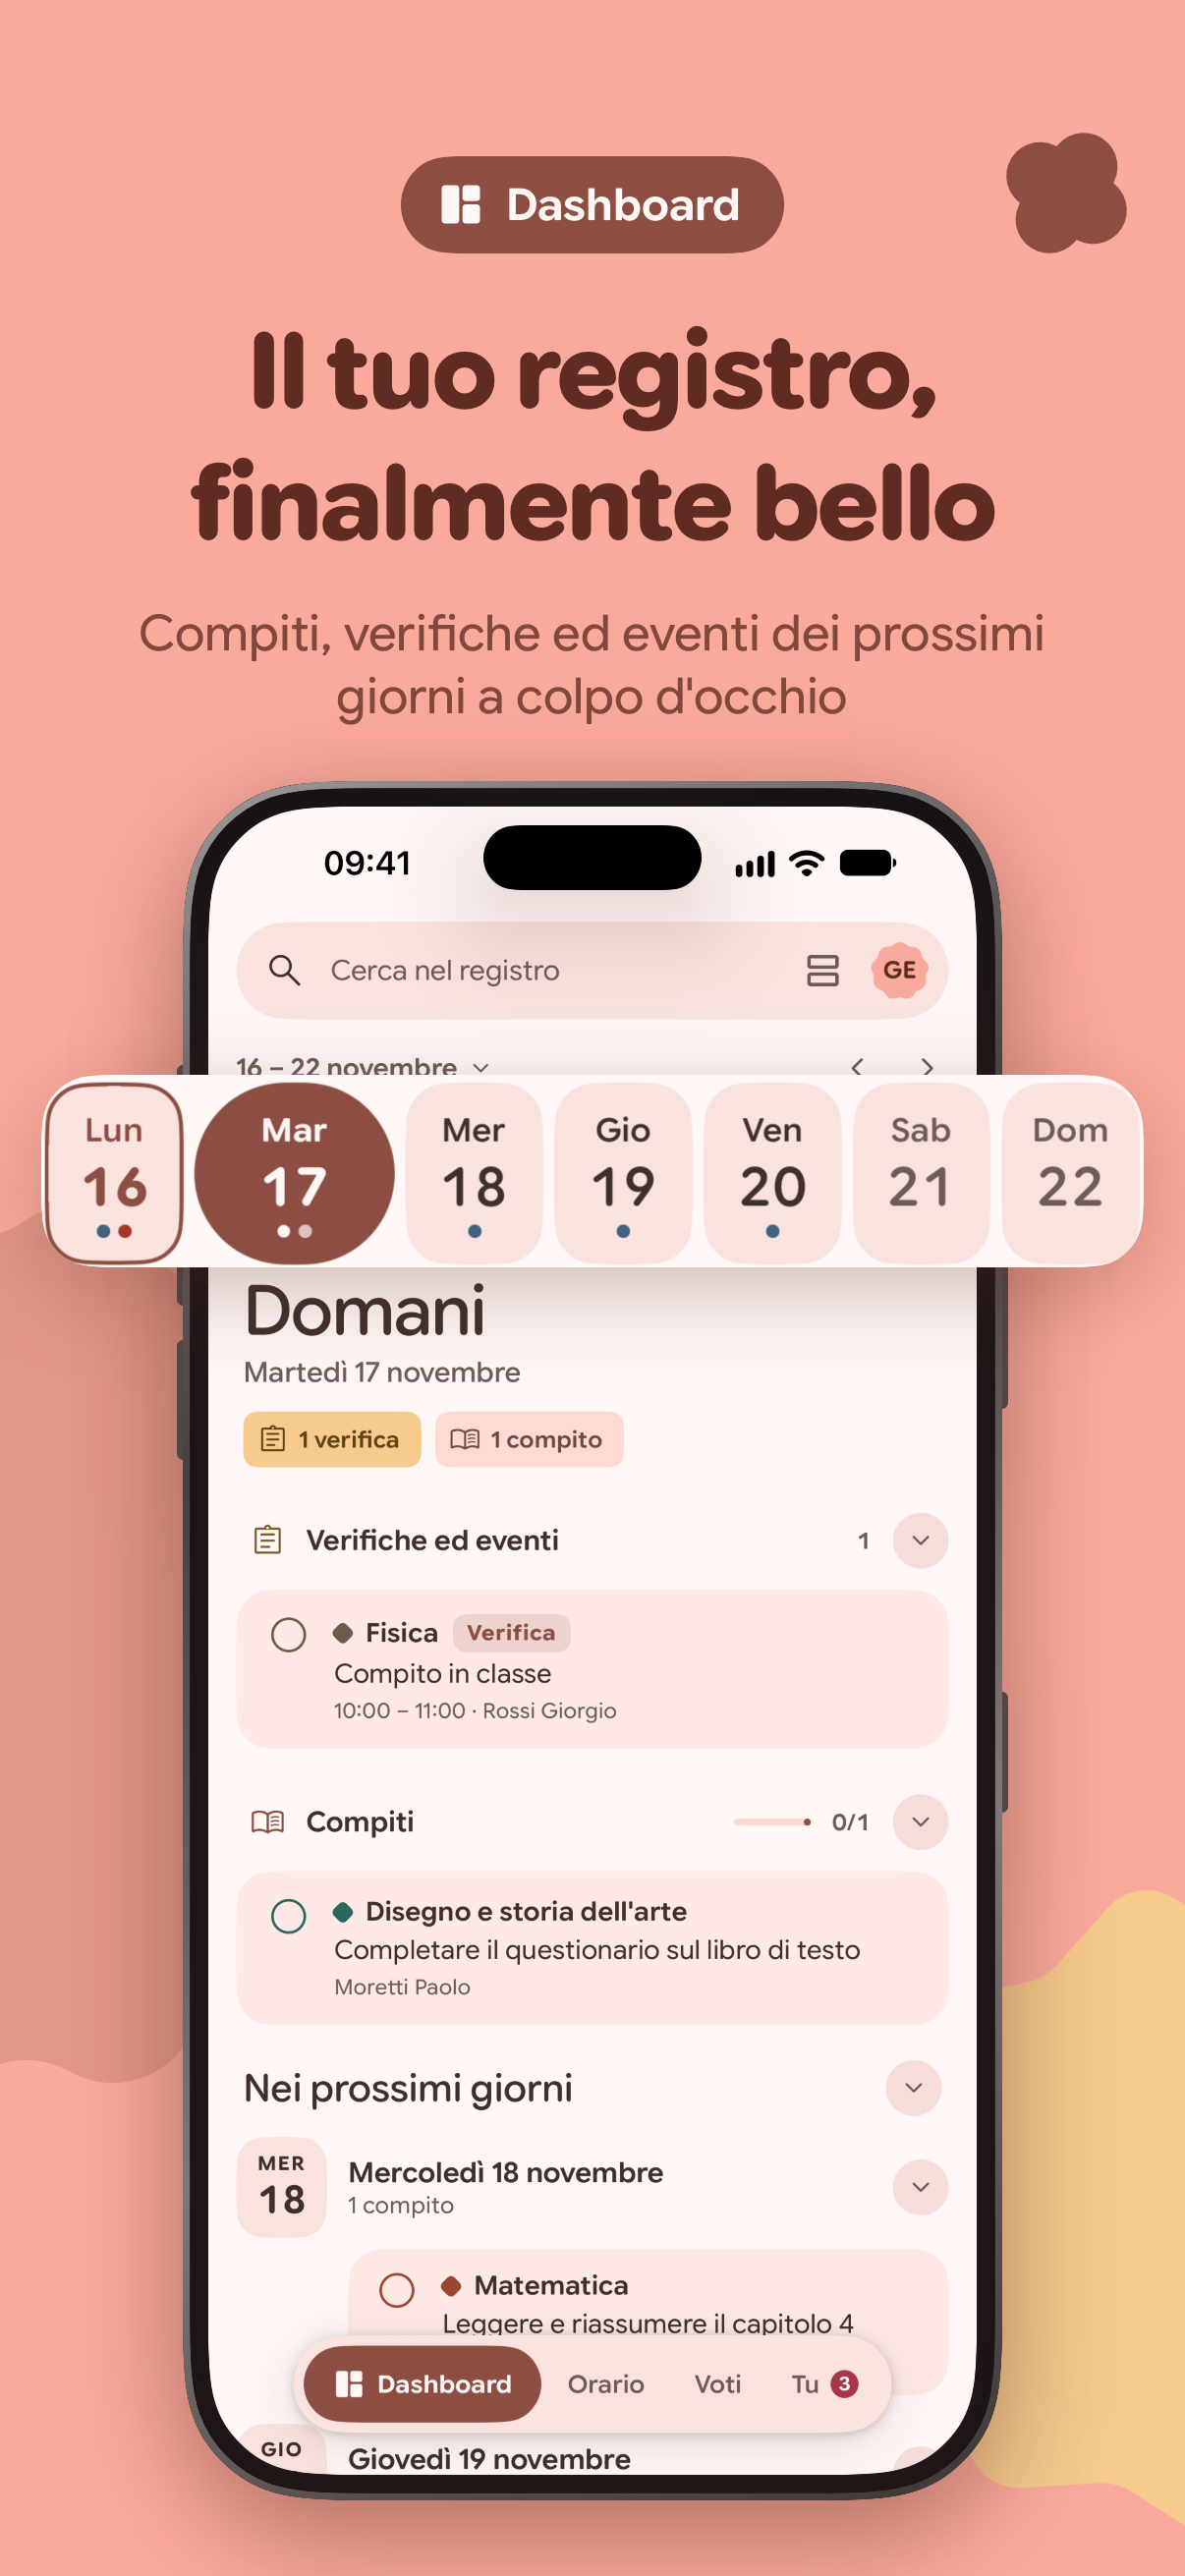 Dashboard
Il tuo registro,
finalmente bello
Compiti, verifiche ed eventi dei prossimi
giorni a colpo d'occhio
09:41
Cerca nel registro
GE
16 – 22 novembre
Lun Mar Mer Gio Ven Sab Dom
16 17 18 19 20 21 22
Domani
Martedì 17 novembre
1 verifica 1 compito
Verifiche ed eventi 1
Fisica Verifica
Compito in classe
10:00 – 11:00 · Rossi Giorgio
Compiti 0/1
Disegno e storia dell'arte
Completare il questionario sul libro di testo
Moretti Paolo
Nei prossimi giorni
MER
18
Mercoledì 18 novembre
1 compito
Matematica
Leggere e riassumere il capitolo 4
Dashboard Orario Voti Tu 3
GIO
Giovedì 19 novembre